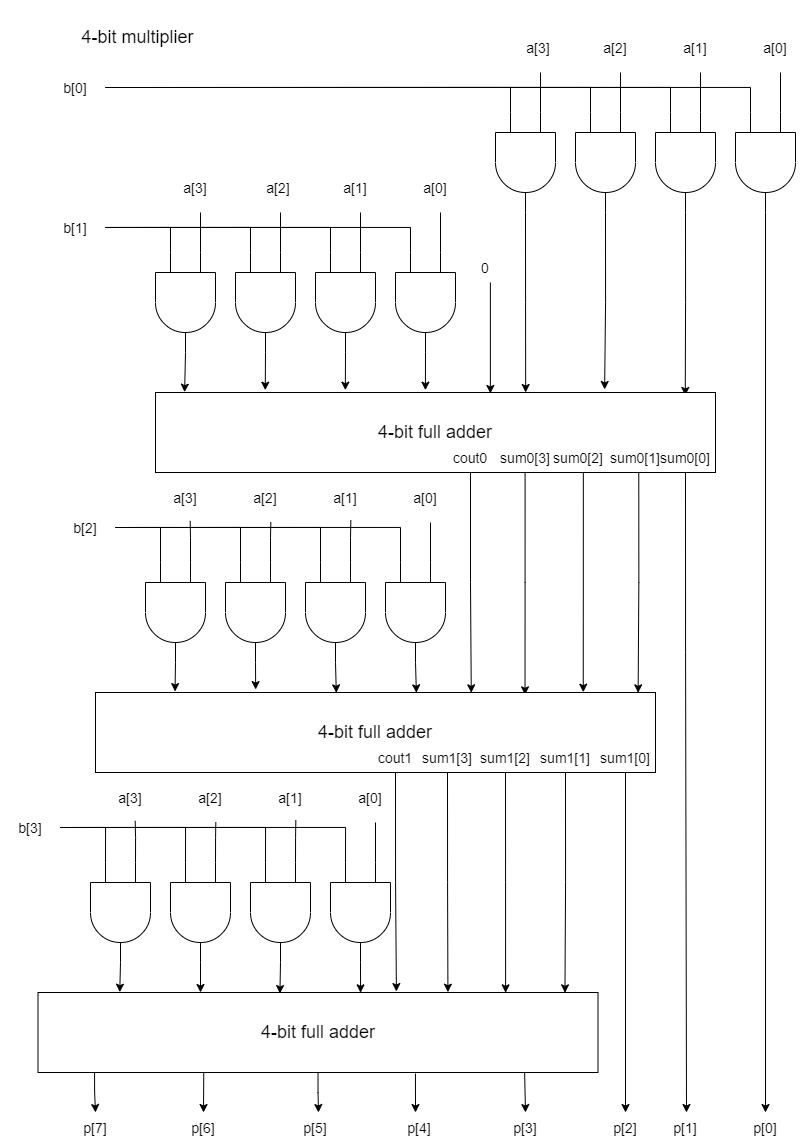 4-bit multiplier
a[3] a[2] a[1] a[0]
b[0]
a[3] a[2] a[1] a[0]
b[1]
0
4-bit full adder
cout0 sum0[3] sum0[2] sum0[1] sum0[0]
a[3] a[2] a[1] a[0]
b[2]
4-bit full adder
cout1 sum1[3] sum1[2] sum1[1] sum1[0]
a[3] a[2] a[1] a[0]
b[3]
4-bit full adder
p[7] p[6] p[5] p[4] p[3] p[2] p[1] p[0]